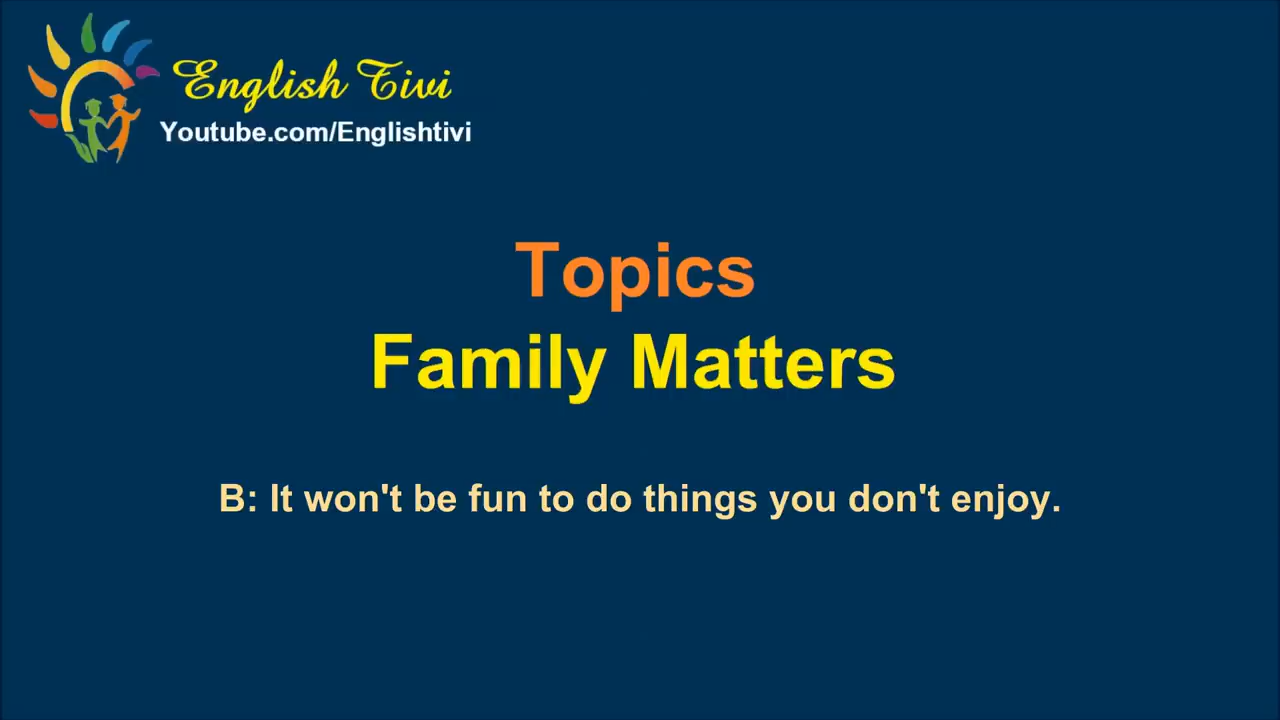 English Tivi
Youtube.com/Englishtivi
Topics
Family Matters
B: It won't be fun to do things you don't enjoy.